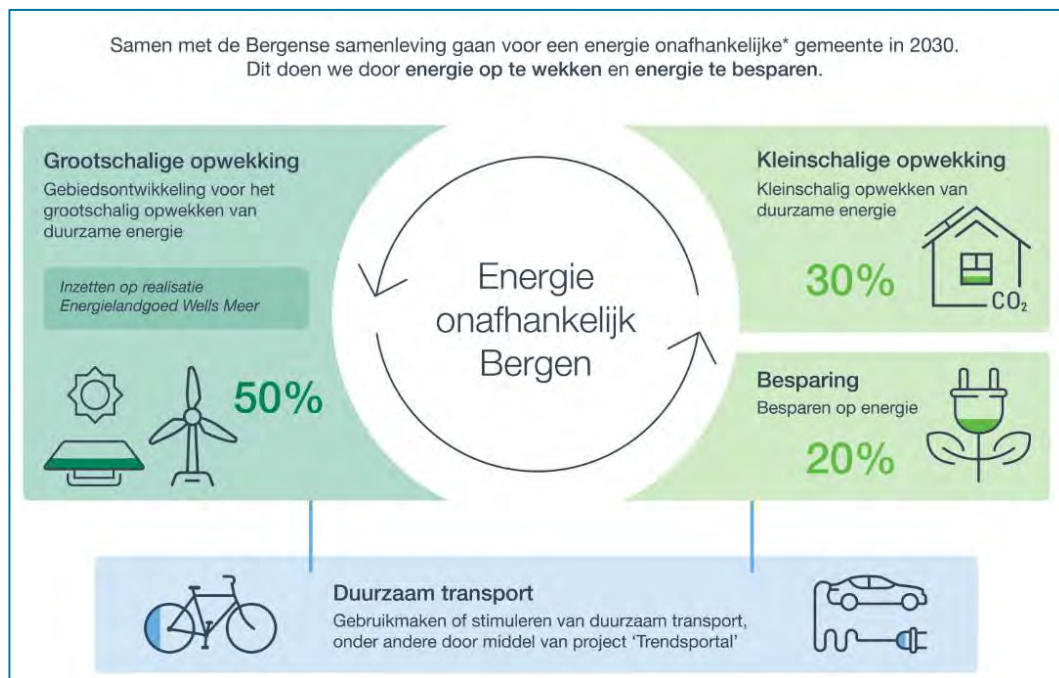 Samen met de Bergense samenleving gaan voor een energie onafhankelijke* gemeente in 2030.
Dit doen we door energie op te wekken en energie te besparen.
Grootschalige opwekking
Gebiedsontwikkeling voor het
grootschalig opwekken van
duurzame energie
Inzetten op realisatie
Energielandgoed Wells Meer
50%
Energie
onafhankelijk
Bergen
Kleinschalige opwekking
Kleinschalig opwekken van
duurzame energie
30%
CO₂
Besparing
Besparen op energie
20%
Duurzaam transport
Gebruikmaken of stimuleren van duurzaam transport,
onder andere door middel van project 'Trendsportal'